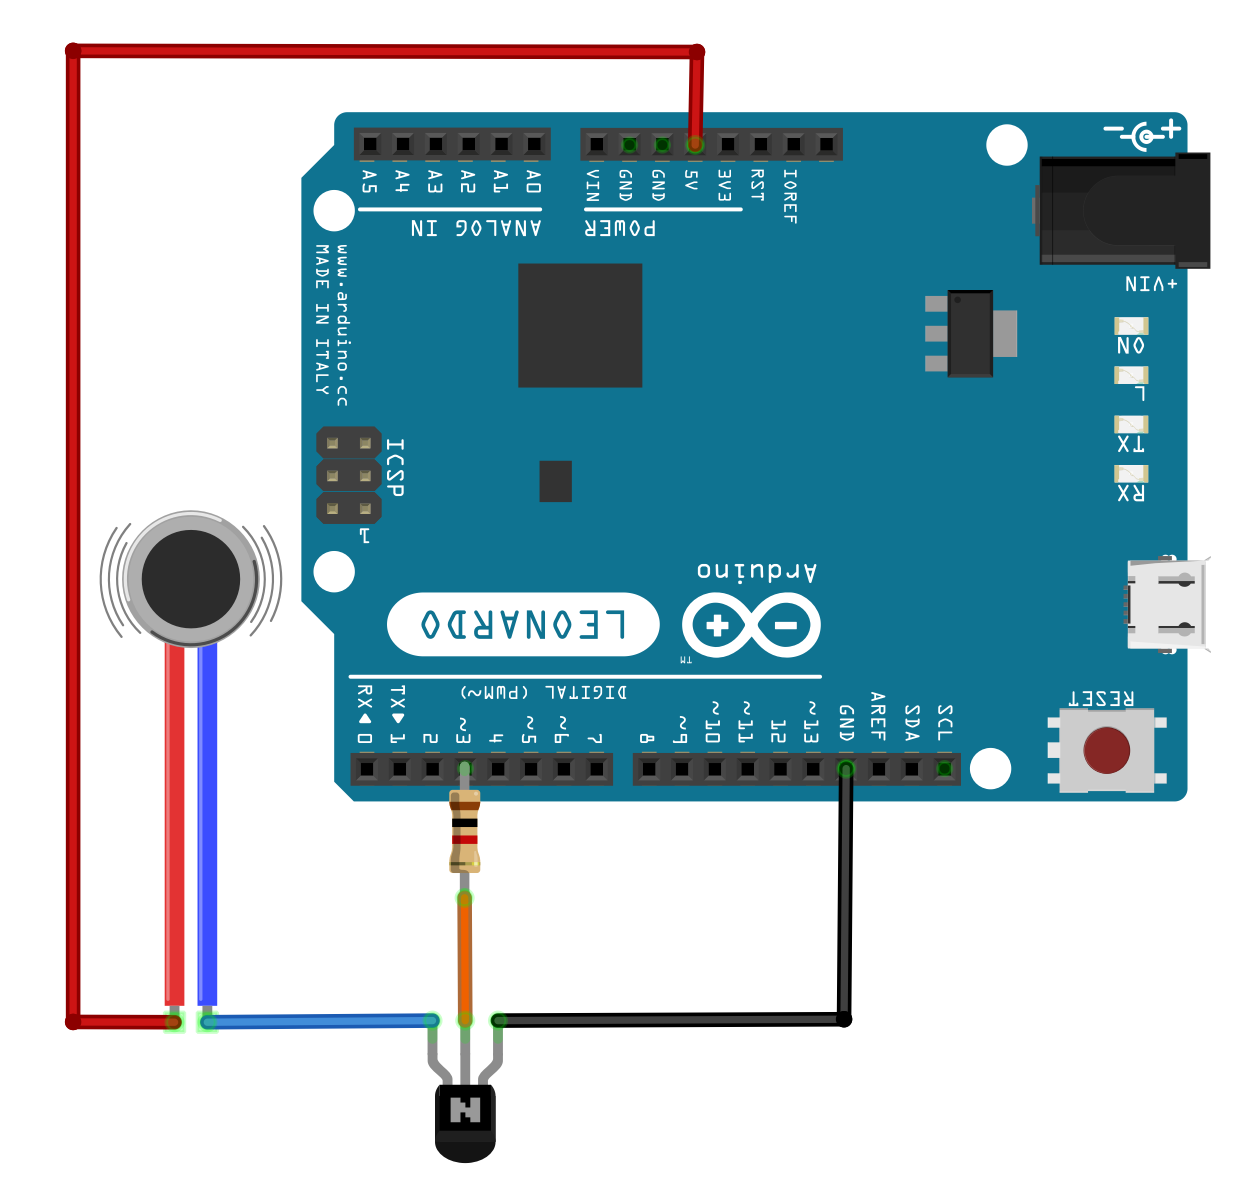 A5 A4 A3 A2 A1 A0
VIN GND GND 5V 3V3 RST IOREF
ANALOG IN
POWER
www.arduino.cc
MADE IN ITALY
+VIN
ON
L
TX
RX
ICSP
1
Arduino
LEONARDO
TM
DIGITAL (PWM~)
RX◀0 TX▶1 2 ~3 4 ~5 ~6 7
8 ~9 ~10 ~11 12 ~13 GND AREF SDA SCL
RESET
N